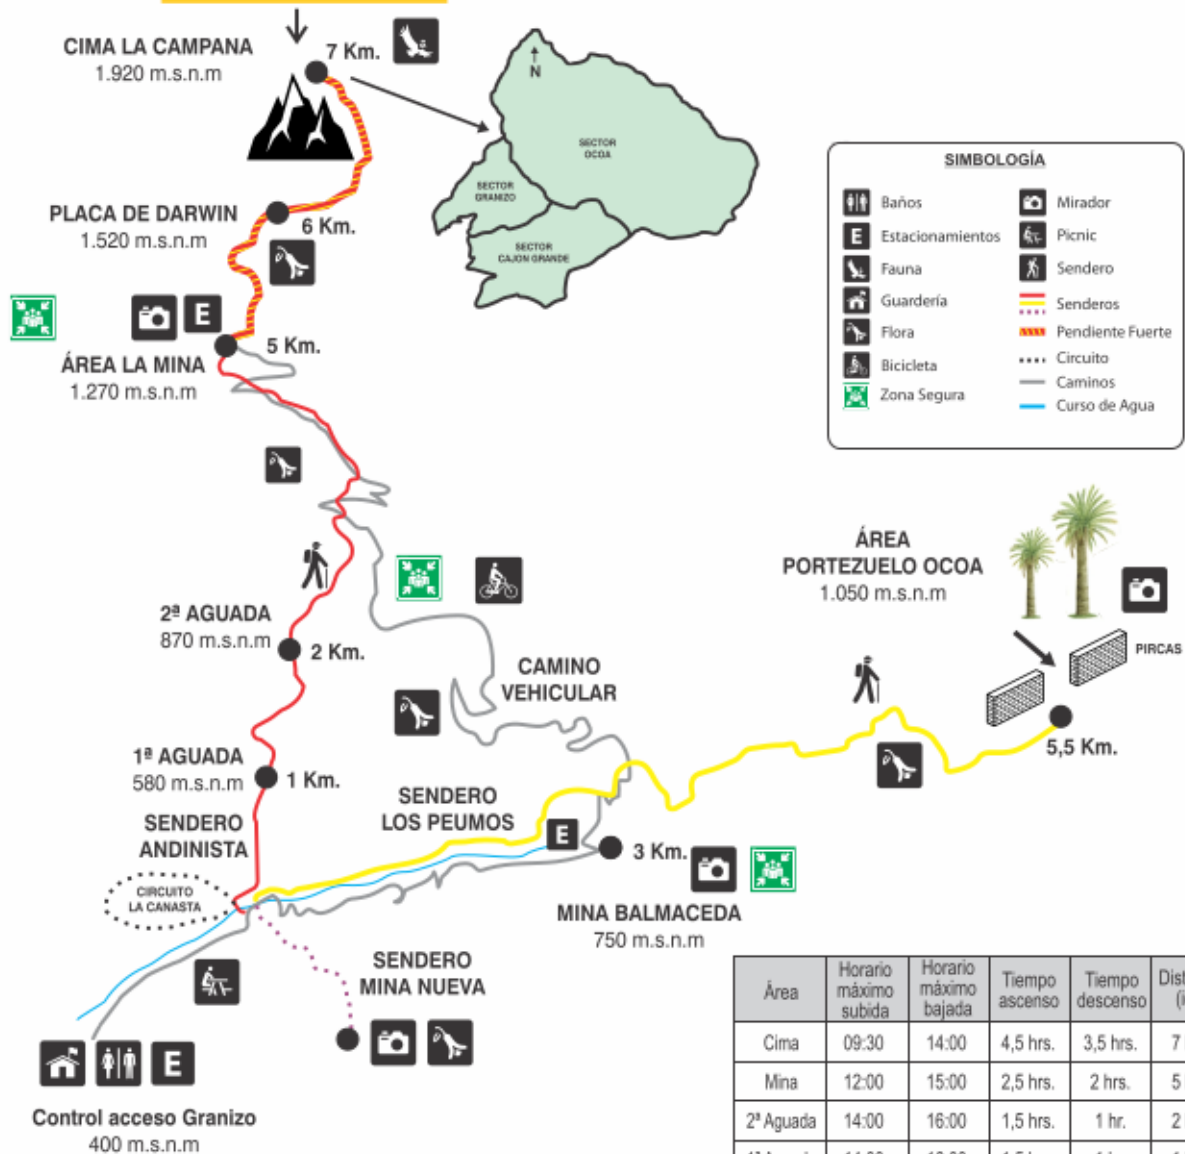 CIMA LA CAMPANA
1.920 m.s.n.m
7 Km.
N
SECTOR
OCOA
SECTOR
GRANIZO
SECTOR
CAJON GRANDE
PLACA DE DARWIN
1.520 m.s.n.m
6 Km.
SIMBOLOGÍA
Baños
E Estacionamientos
Fauna
Guardería
Flora
Bicicleta
Zona Segura
Mirador
Picnic
Sendero
Senderos
Pendiente Fuerte
Circuito
Caminos
Curso de Agua
E
5 Km.
ÁREA LA MINA
1.270 m.s.n.m
ÁREA
PORTEZUELO OCOA
1.050 m.s.n.m
PIRCAS
5,5 Km.
2ª AGUADA
870 m.s.n.m
2 Km.
CAMINO
VEHICULAR
1ª AGUADA
580 m.s.n.m
1 Km.
SENDERO
ANDINISTA
SENDERO
LOS PEUMOS
E
3 Km.
MINA BALMACEDA
750 m.s.n.m
CIRCUITO
LA CANASTA
SENDERO
MINA NUEVA
E
Control acceso Granizo
400 m.s.n.m
Área
Horario
máximo
subida
Horario
máximo
bajada
Tiempo
ascenso
Tiempo
descenso
Cima 09:30 14:00 4,5 hrs. 3,5 hrs. 7
Mina 12:00 15:00 2,5 hrs. 2 hrs. 5
2ª Aguada 14:00 16:00 1,5 hrs. 1 hr. 2